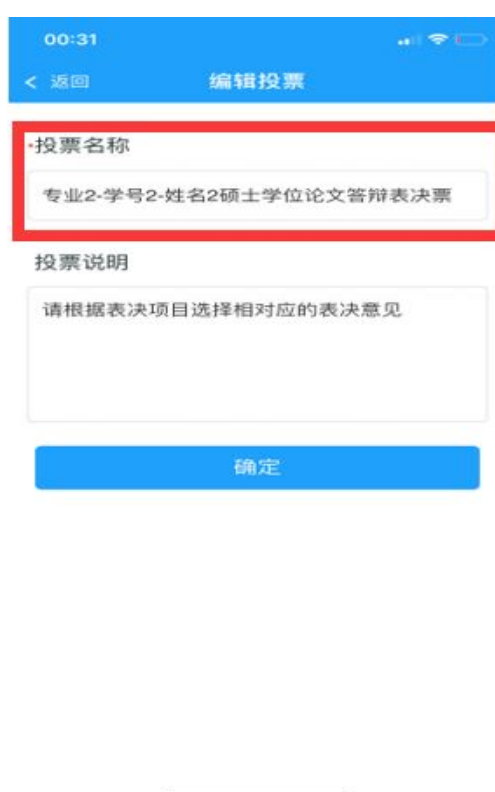 00:31
< 返回 编辑投票
*投票名称
专业2-学号2-姓名2硕士学位论文答辩表决票
投票说明
请根据表决项目选择相对应的表决意见
确定